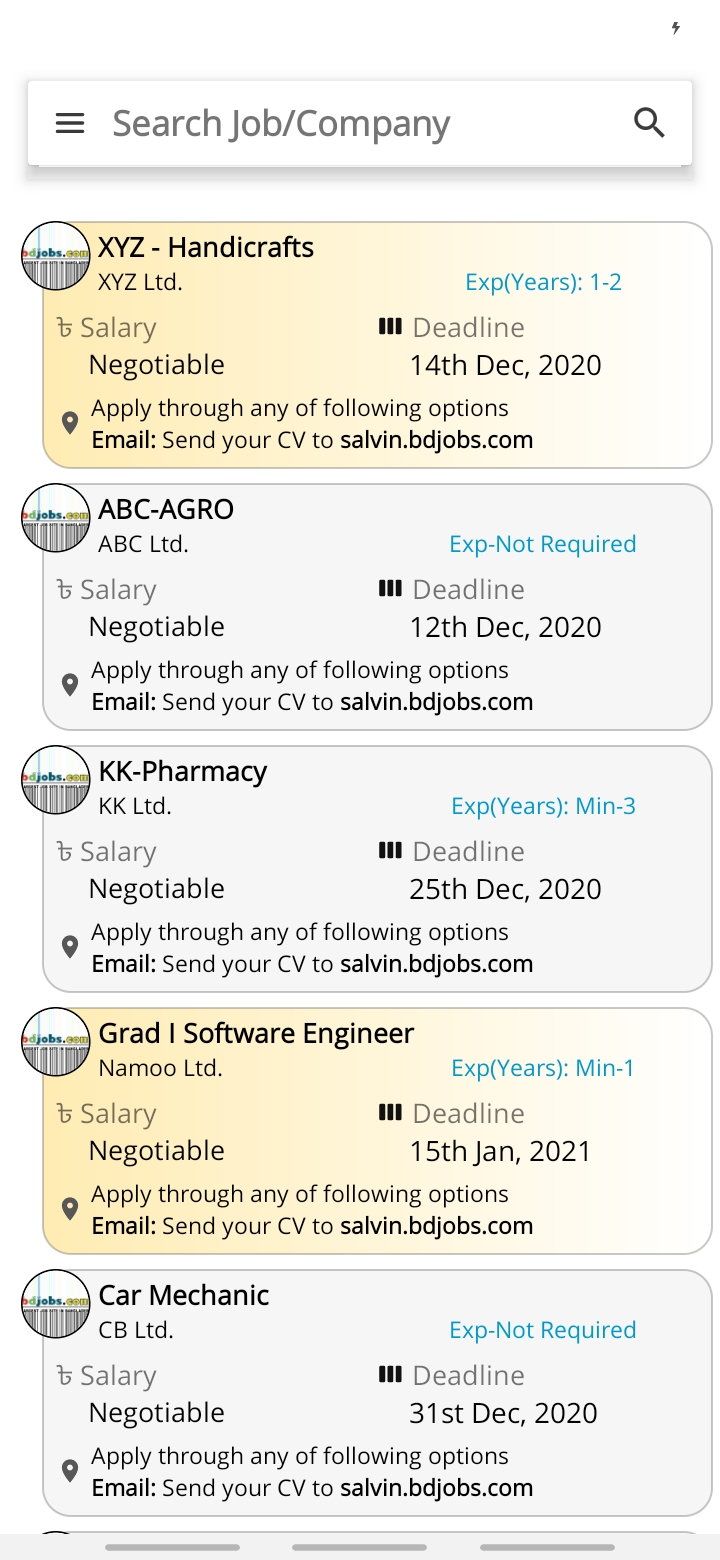 Search Job/Company
bdjobs.com
XYZ - Handicrafts
XYZ Ltd. Exp(Years): 1-2
৳ Salary Deadline
Negotiable 14th Dec, 2020
Apply through any of following options
Email: Send your CV to salvin.bdjobs.com
bdjobs.com
ABC-AGRO
ABC Ltd. Exp-Not Required
৳ Salary Deadline
Negotiable 12th Dec, 2020
Apply through any of following options
Email: Send your CV to salvin.bdjobs.com
bdjobs.com
KK-Pharmacy
KK Ltd. Exp(Years): Min-3
৳ Salary Deadline
Negotiable 25th Dec, 2020
Apply through any of following options
Email: Send your CV to salvin.bdjobs.com
bdjobs.com
Grad I Software Engineer
Namoo Ltd. Exp(Years): Min-1
৳ Salary Deadline
Negotiable 15th Jan, 2021
Apply through any of following options
Email: Send your CV to salvin.bdjobs.com
bdjobs.com
Car Mechanic
CB Ltd. Exp-Not Required
৳ Salary Deadline
Negotiable 31st Dec, 2020
Apply through any of following options
Email: Send your CV to salvin.bdjobs.com